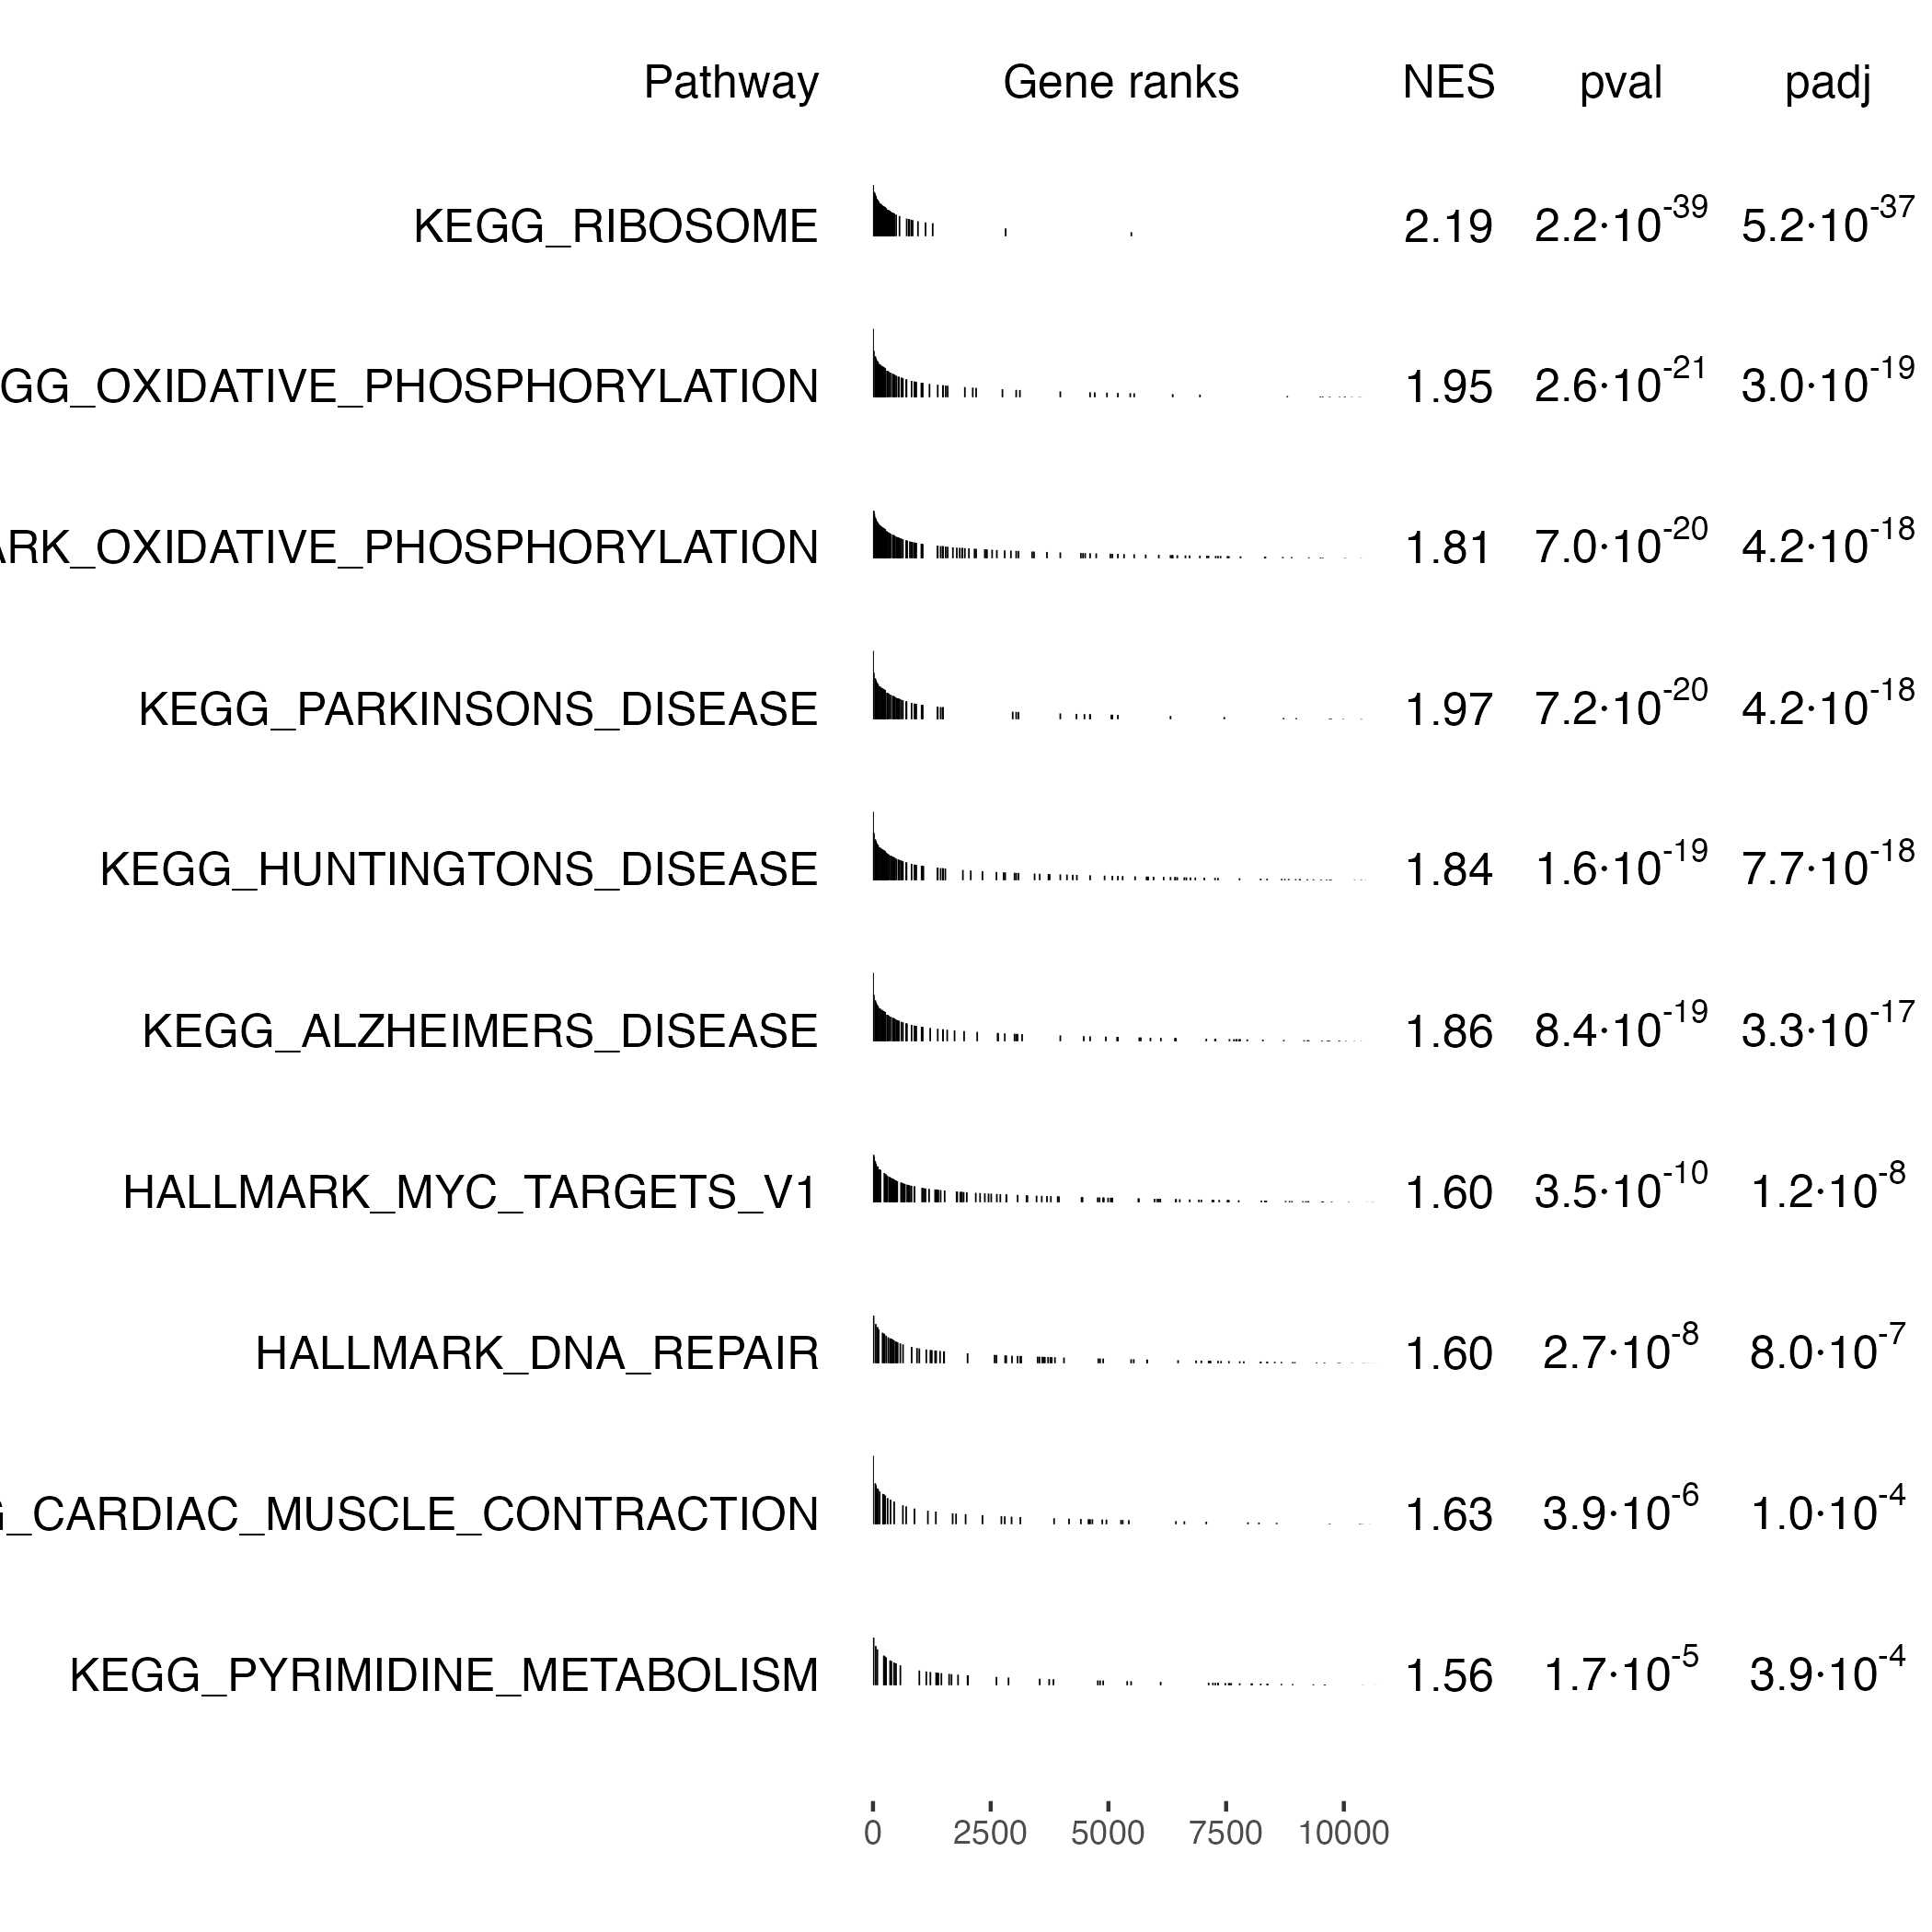 Pathway Gene ranks NES pval padj
KEGG_RIBOSOME 2.19 2.2·10^-39 5.2·10^-37
GG_OXIDATIVE_PHOSPHORYLATION 1.95 2.6·10^-21 3.0·10^-19
ARK_OXIDATIVE_PHOSPHORYLATION 1.81 7.0·10^-20 4.2·10^-18
KEGG_PARKINSONS_DISEASE 1.97 7.2·10^-20 4.2·10^-18
KEGG_HUNTINGTONS_DISEASE 1.84 1.6·10^-19 7.7·10^-18
KEGG_ALZHEIMERS_DISEASE 1.86 8.4·10^-19 3.3·10^-17
HALLMARK_MYC_TARGETS_V1 1.60 3.5·10^-10 1.2·10^-8
HALLMARK_DNA_REPAIR 1.60 2.7·10^-8 8.0·10^-7
G_CARDIAC_MUSCLE_CONTRACTION 1.63 3.9·10^-6 1.0·10^-4
KEGG_PYRIMIDINE_METABOLISM 1.56 1.7·10^-5 3.9·10^-4
0 2500 5000 7500 10000